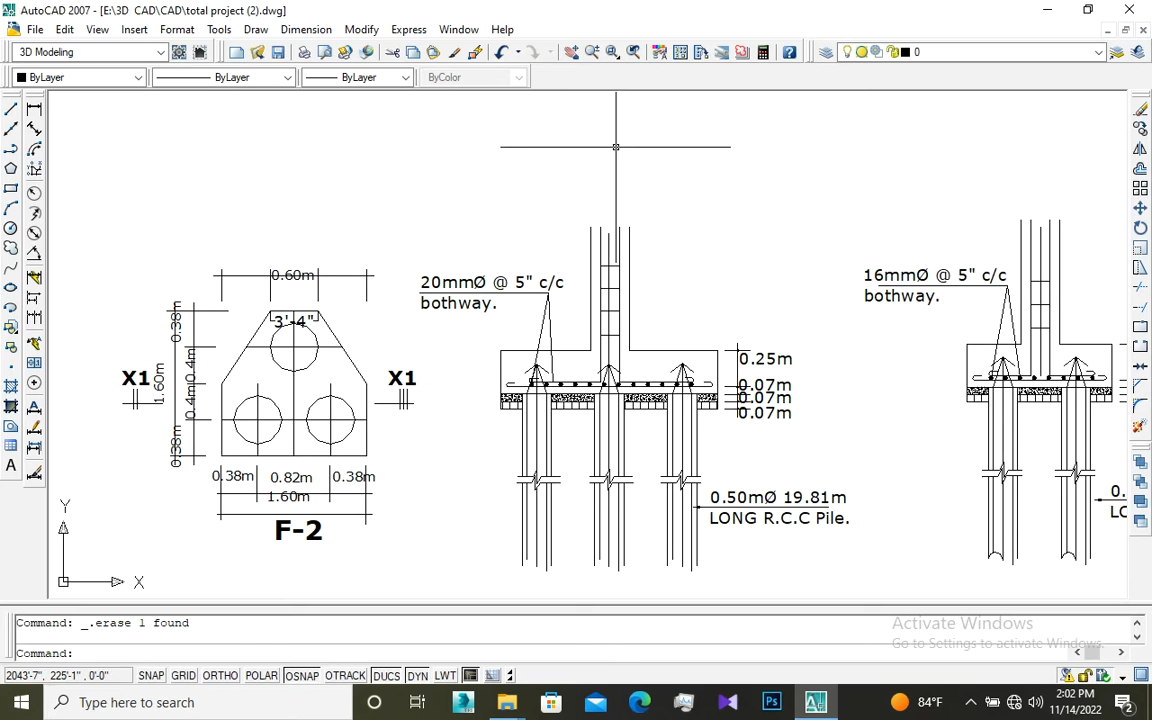 AutoCAD 2007 - [E:\3D CAD\CAD\total project (2).dwg]
File Edit View Insert Format Tools Draw Dimension Modify Express Window Help
3D Modeling
0
ByLayer
ByLayer
ByLayer
ByColor
0.60m
3'-4"
0.38m
0.4m
0.4m
0.38m
1.60m
X1
X1
0.38m
0.82m
0.38m
1.60m
F-2
20mmØ @ 5" c/c
bothway.
0.25m
0.07m
0.07m
0.07m
0.50mØ 19.81m
LONG R.C.C Pile.
16mmØ @ 5" c/c
bothway.
0.
LO
Y
X
A
Command: _.erase 1 found
Command:
Activate Windows
Go to Settings to activate Windows.
2043'-7", 225'-1", 0'-0"
SNAP GRID ORTHO POLAR OSNAP OTRACK DUCS DYN LWT
Type here to search
Ps
84°F
2:02 PM
11/14/2022
2